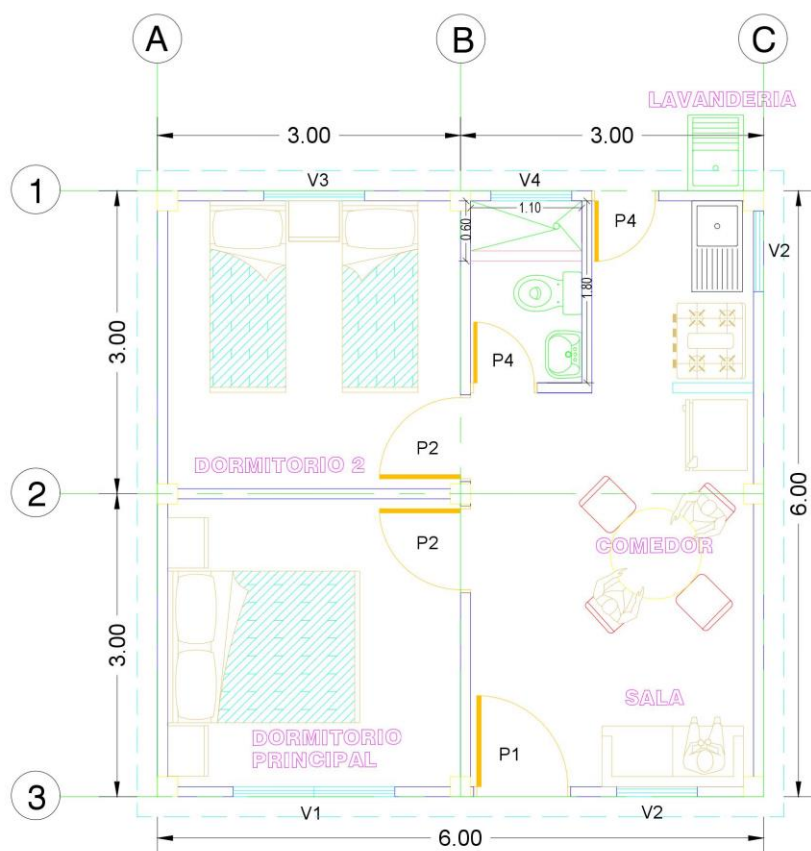 A
B
C
LAVANDERIA
3.00
3.00
1
V3
V4
1.10
0.60
P4
V2
1.80
3.00
P4
P2
DORMITORIO 2
2
6.00
P2
COMEDOR
3.00
SALA
DORMITORIO
PRINCIPAL
P1
3
V1
V2
6.00